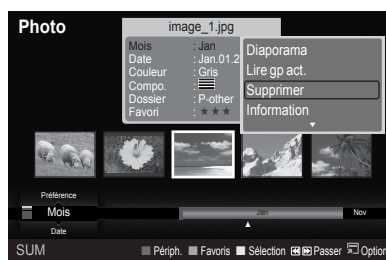 Photo
image_1.jpg
Mois : Jan
Date : Jan.01.2
Couleur : Gris
Compo. :
Dossier : P-other
Favori : ★ ★ ★
Diaporama
Lire gp act.
Supprimer
Information
Préférence
Mois
Jan
Nov
Date
SUM
Périph. Favoris Sélection Passer Option